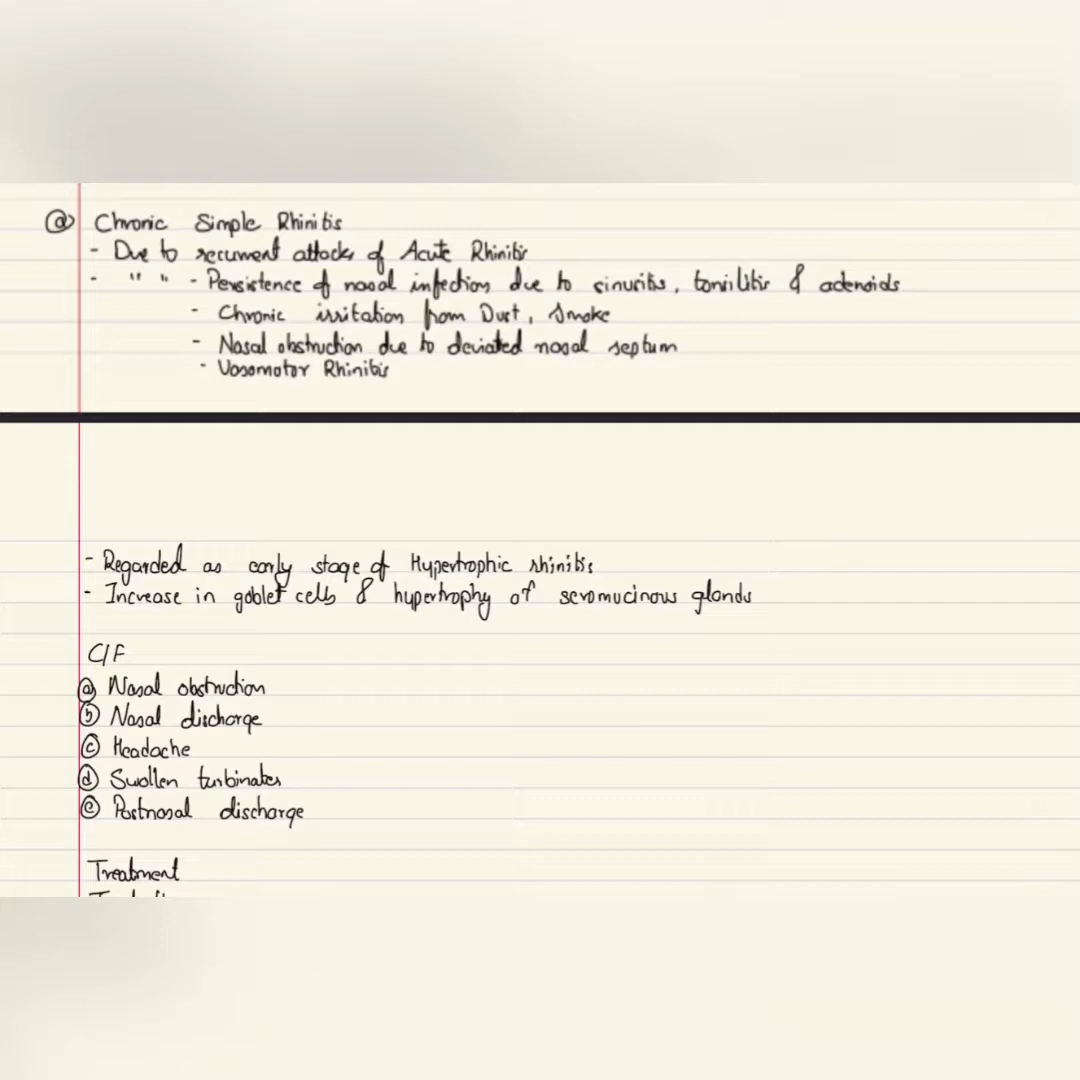 ⓐ Chronic Simple Rhinitis
- Due to recurrent attacks of Acute Rhinitis
- " " - Persistence of nasal infection due to sinusitis, tonsilitis & adenoids
- Chronic irritation from Dust, Smoke
- Nasal obstruction due to deviated nasal septum
- Vasomotor Rhinitis
- Regarded as early stage of Hypertrophic rhinitis
- Increase in goblet cells & hypertrophy of seromucinous glands
C/F
ⓐ Nasal obstruction
ⓑ Nasal discharge
ⓒ Headache
ⓓ Swollen turbinates
ⓔ Postnasal discharge
Treatment